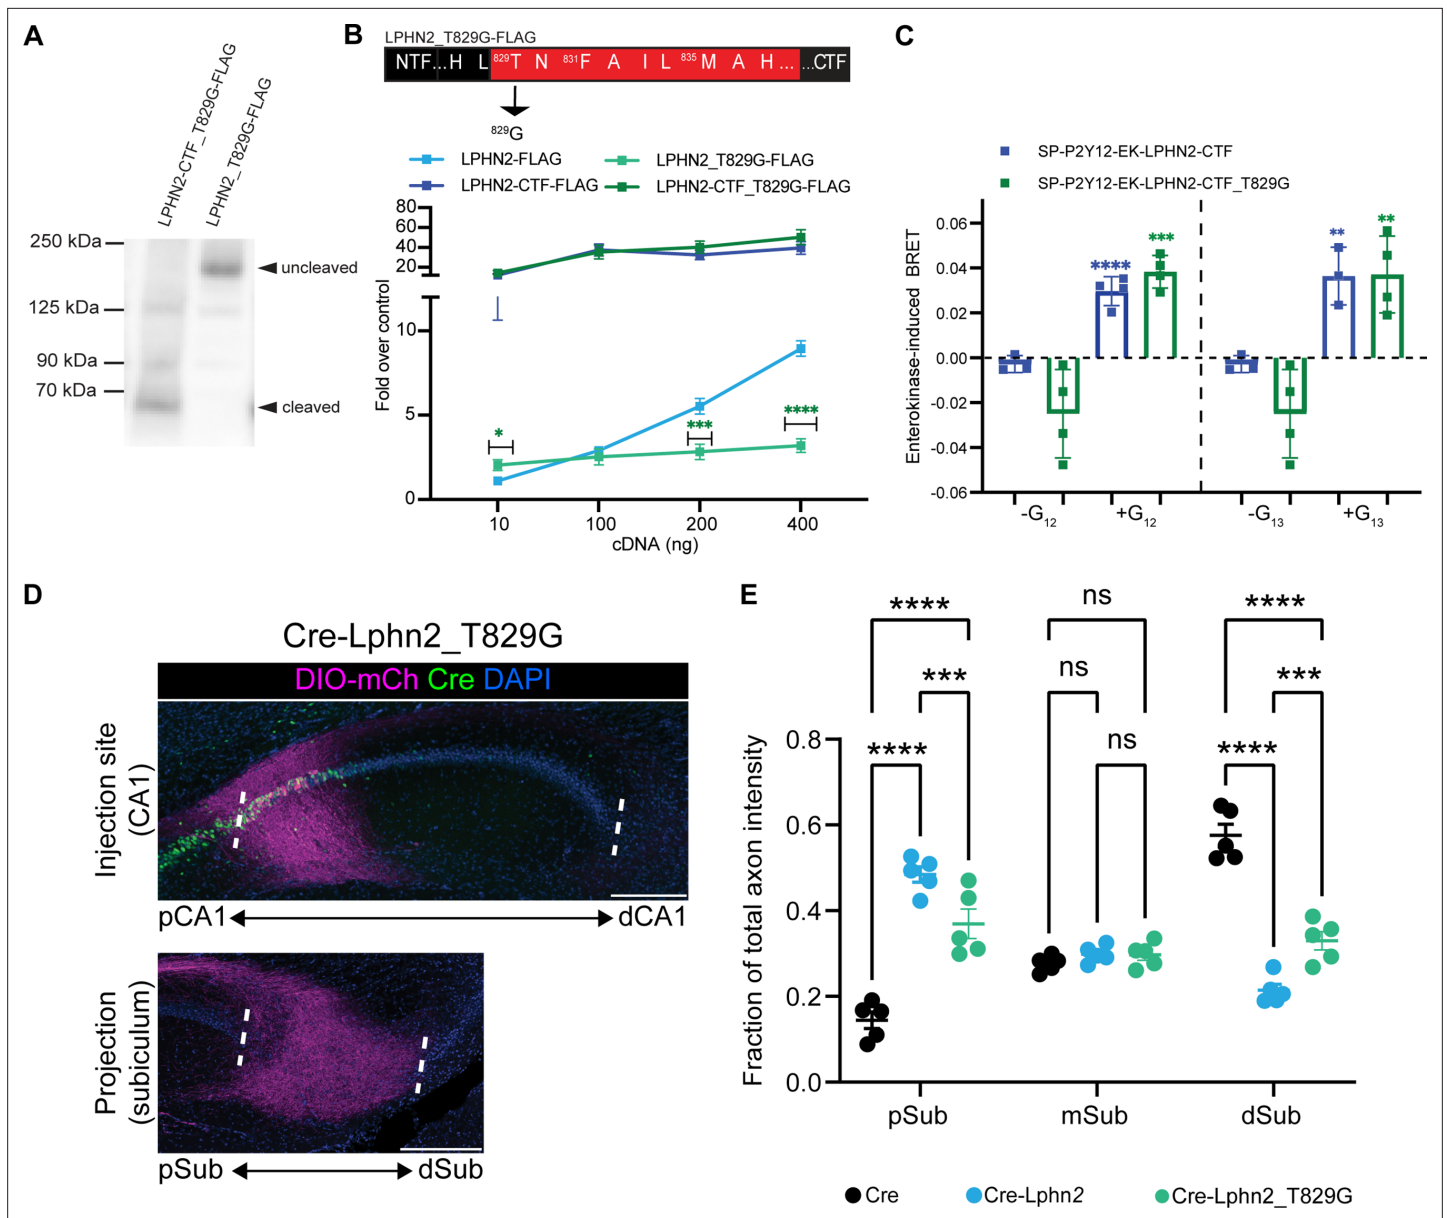 A
LPHN2-CTF_T829G-FLAG
LPHN2_T829G-FLAG
250 kDa
125 kDa
90 kDa
70 kDa
uncleaved
cleaved
B
LPHN2_T829G-FLAG
NTF...H L ⁸²⁹T N ⁸³¹F A I L ⁸³⁵M A H... ...CTF
⁸²⁹G
LPHN2-FLAG
LPHN2_T829G-FLAG
LPHN2-CTF-FLAG
LPHN2-CTF_T829G-FLAG
Fold over control
80
60
40
20
10
5
0
*
***
****
10 100 200 400
cDNA (ng)
C
SP-P2Y12-EK-LPHN2-CTF
SP-P2Y12-EK-LPHN2-CTF_T829G
Enterokinase-induced BRET
0.06
0.04
0.02
0.00
-0.02
-0.04
-0.06
****
***
**
**
-G₁₂ +G₁₂ -G₁₃ +G₁₃
D
Cre-Lphn2_T829G
DIO-mCh Cre DAPI
Injection site
(CA1)
pCA1 dCA1
Projection
(subiculum)
pSub dSub
E
**** ns ****
*** ns ***
**** ns ****
Fraction of total axon intensity
0.8
0.6
0.4
0.2
0.0
pSub mSub dSub
Cre Cre-Lphn2 Cre-Lphn2_T829G